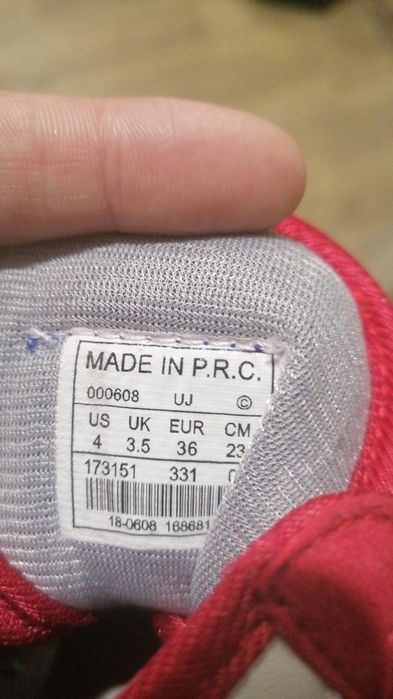 MADE IN P.R.C.
000608 UJ ©
US UK EUR CM
4 3.5 36 23
173151 331
18-0608 168681